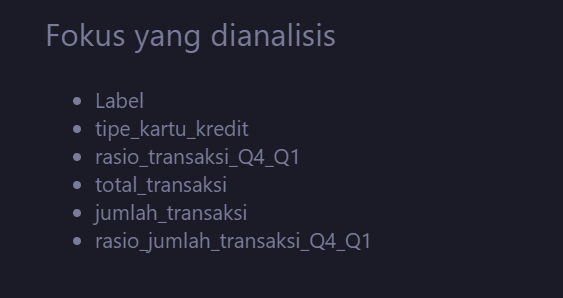 Fokus yang dianalisis
Label
tipe_kartu_kredit
rasio_transaksi_Q4_Q1
total_transaksi
jumlah_transaksi
rasio_jumlah_transaksi_Q4_Q1